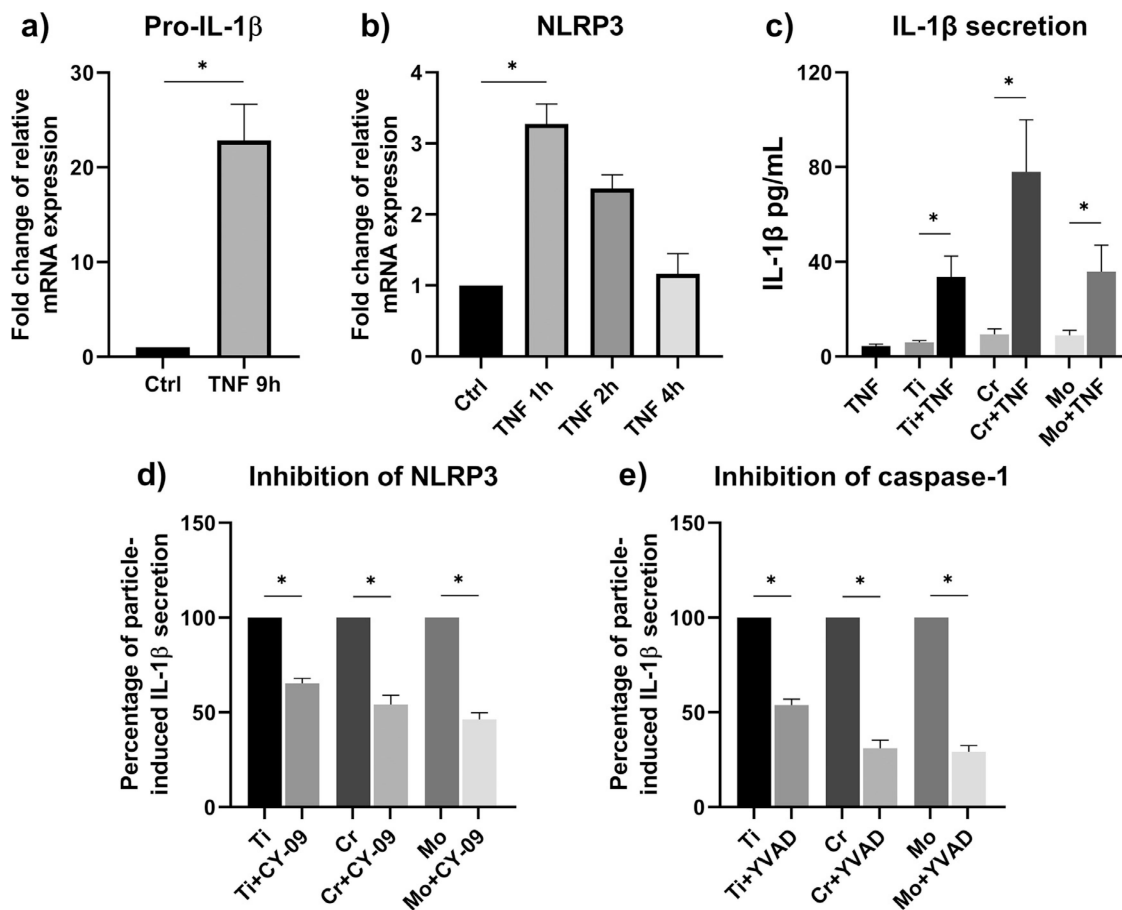 a) Pro-IL-1β
Fold change of relative
mRNA expression
30
20
10
0
*
Ctrl
TNF 9h
b) NLRP3
Fold change of relative
mRNA expression
4
3
2
1
0
*
Ctrl
TNF 1h
TNF 2h
TNF 4h
c) IL-1β secretion
IL-1β pg/mL
120
80
40
0
*
*
*
TNF
Ti
Ti+TNF
Cr
Cr+TNF
Mo
Mo+TNF
d) Inhibition of NLRP3
Percentage of particle-
induced IL-1β secretion
150
100
50
0
*
*
*
Ti
Ti+CY-09
Cr
Cr+CY-09
Mo
Mo+CY-09
e) Inhibition of caspase-1
Percentage of particle-
induced IL-1β secretion
150
100
50
0
*
*
*
Ti
Ti+YVAD
Cr
Cr+YVAD
Mo
Mo+YVAD